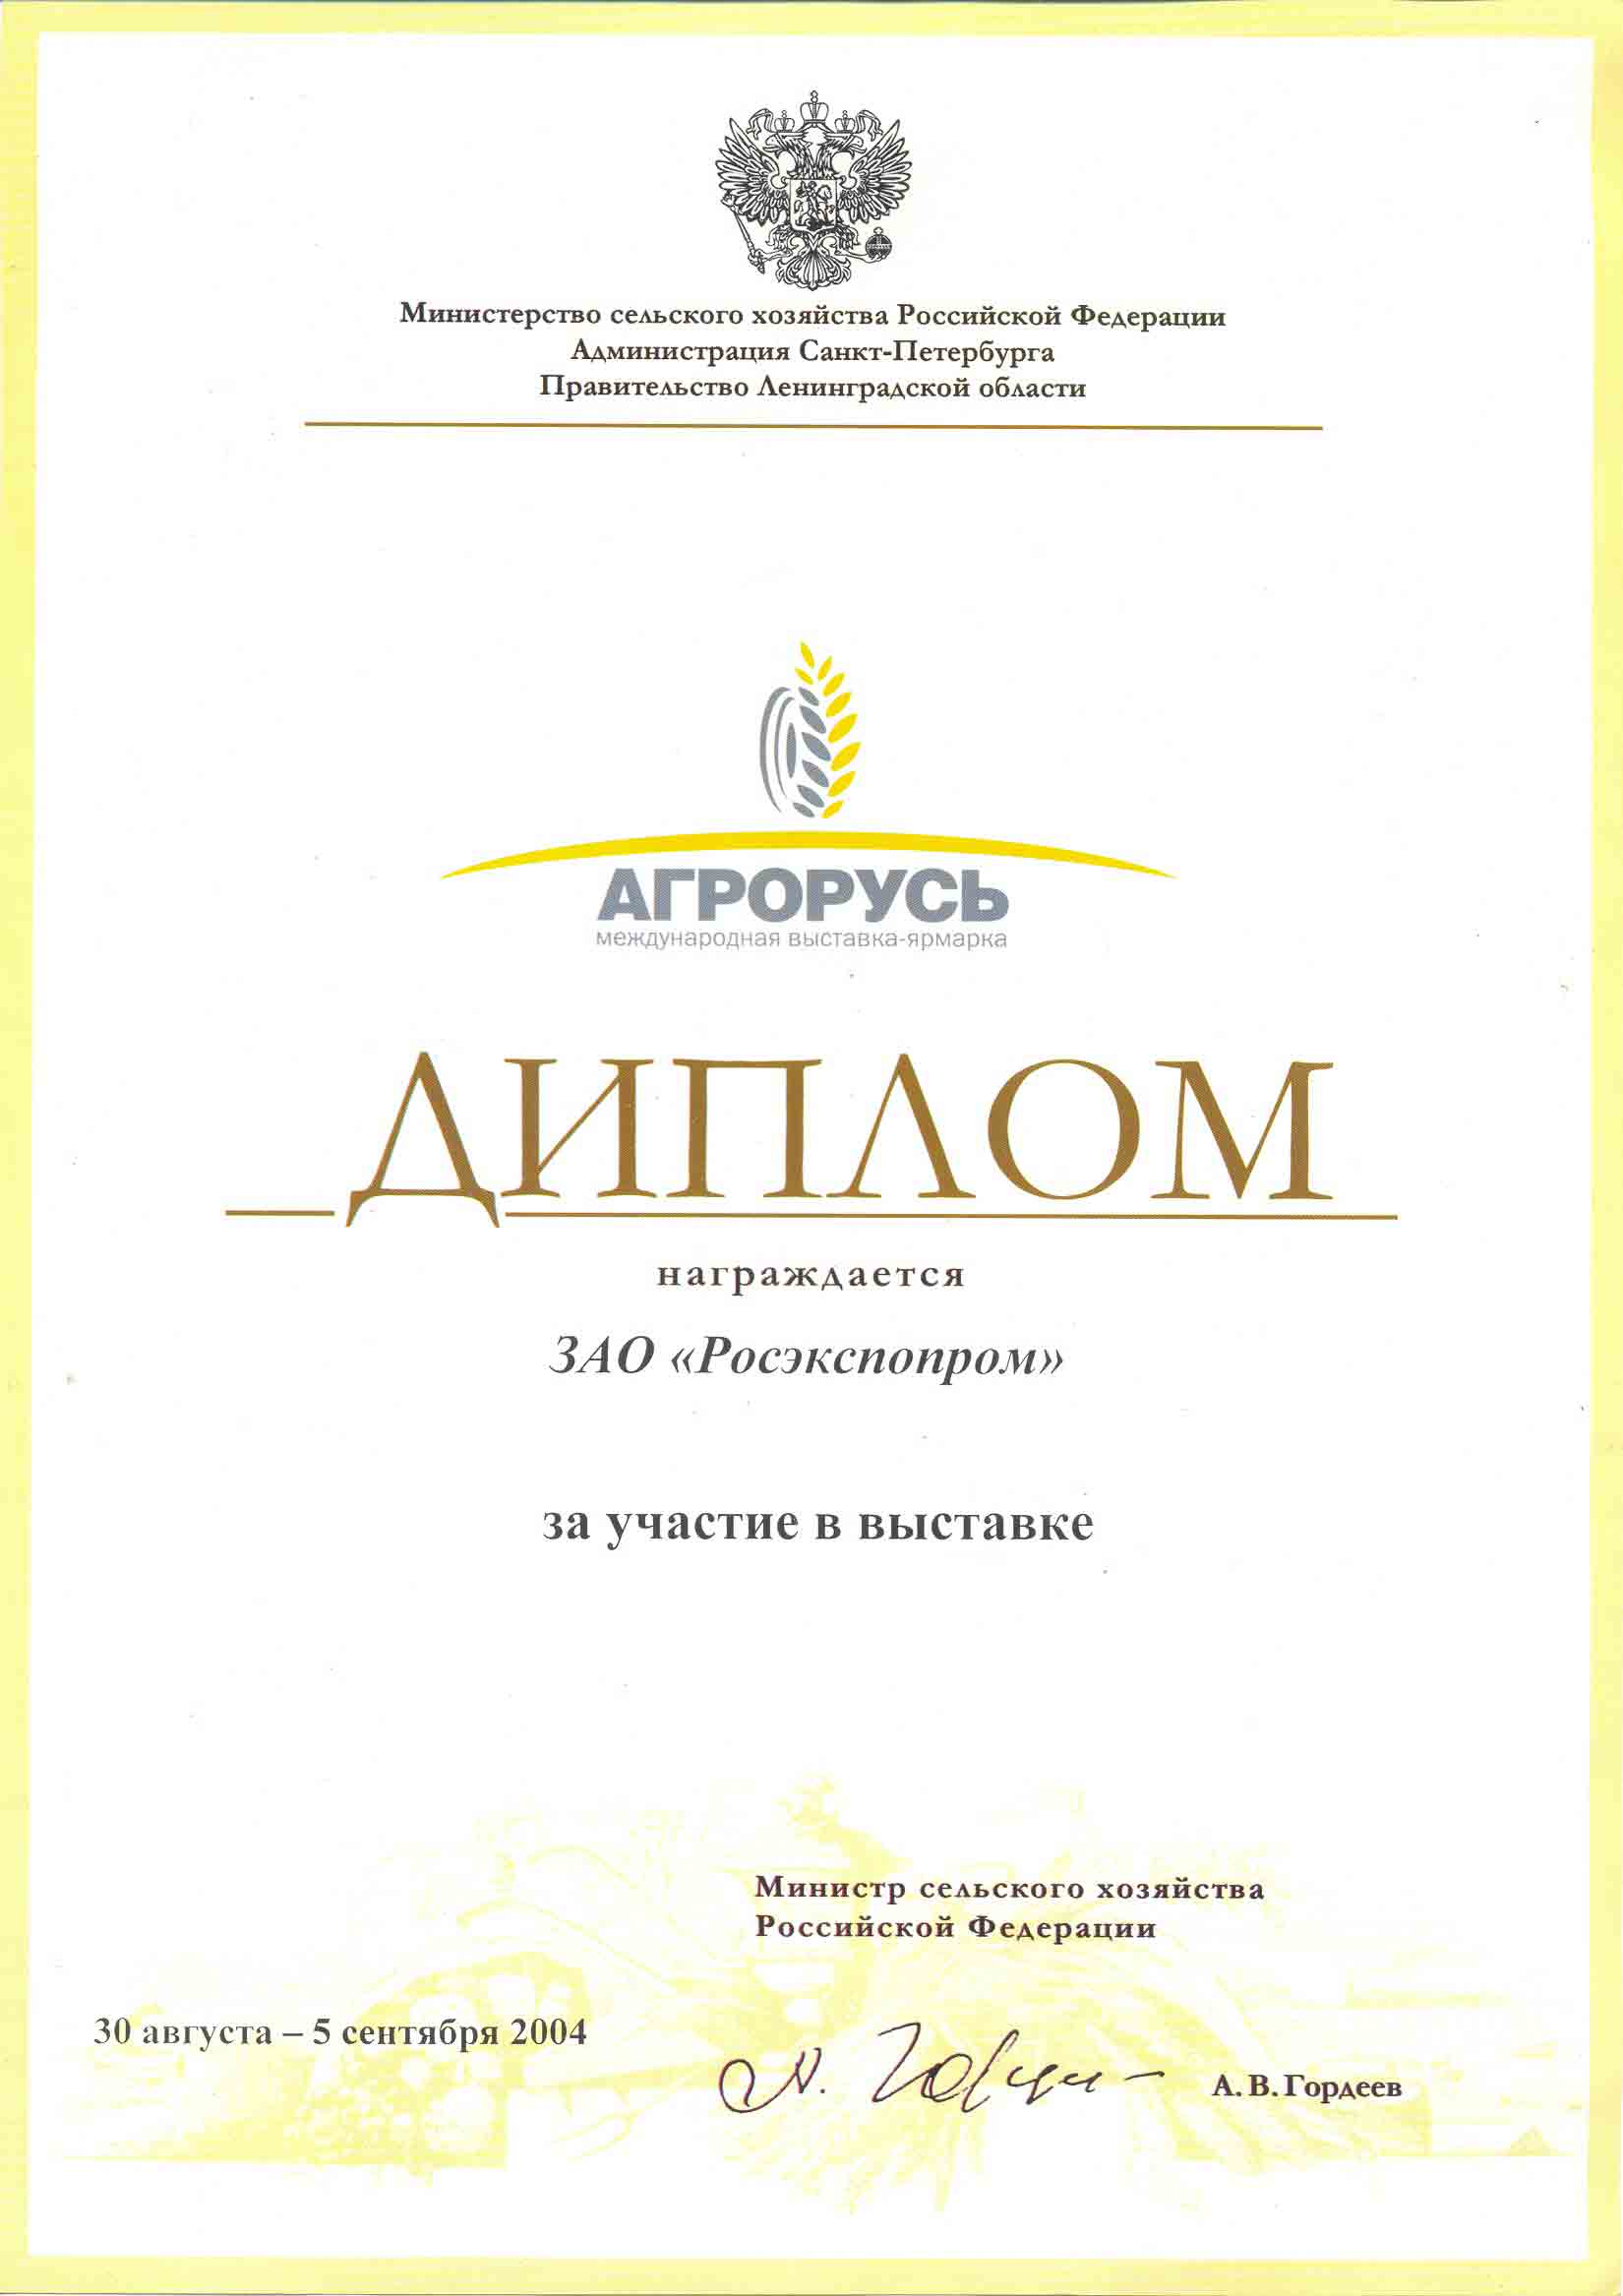 Министерство сельского хозяйства Российской Федерации
Администрация Санкт-Петербурга
Правительство Ленинградской области
АГРОРУСЬ
международная выставка-ярмарка
ДИПЛОМ
награждается
ЗАО «Росэкспопром»
за участие в выставке
Министр сельского хозяйства
Российской Федерации
30 августа – 5 сентября 2004
А. В. Гордеев